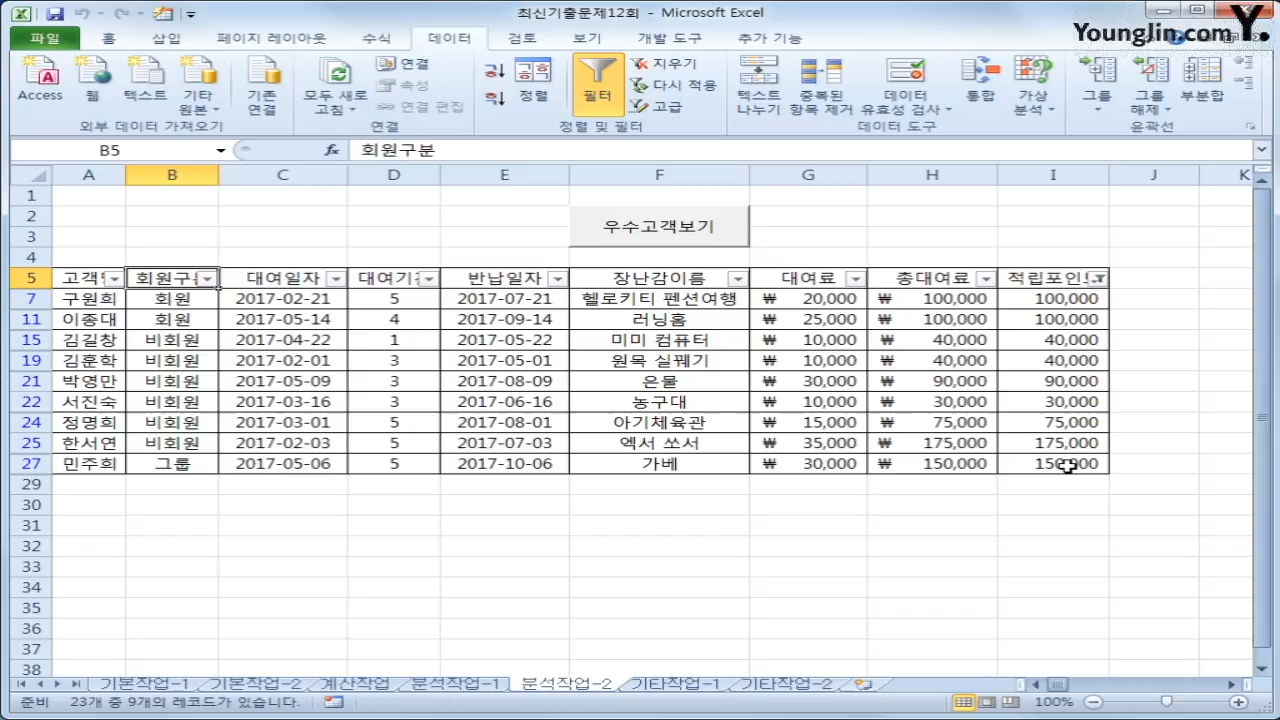 최신기출문제12회 - Microsoft Excel
YoungJin.com Y.
파일 홈 삽입 페이지 레이아웃 수식 데이터 검토 보기 개발 도구 추가 기능
Access 웹 텍스트 기타 원본 기존 연결 모두 새로 고침 연결 속성 연결 편집 정렬 필터 지우기 다시 적용 고급 텍스트 나누기 중복된 항목 제거 데이터 유효성 검사 통합 가상 분석 그룹 그룹 해제 부분합
외부 데이터 가져오기 연결 정렬 및 필터 데이터 도구 윤곽선
B5 fx 회원구분
A B C D E F G H I J K
1
2
우수고객보기
3
4
5 대여일자 반납일자 장난감이름 대여료 총대여료
7 구원희 회원 2017-02-21 5 2017-07-21 헬로키티 펜션여행 ₩ 20,000 ₩ 100,000 100,000
11 이종대 회원 2017-05-14 4 2017-09-14 러닝홈 ₩ 25,000 ₩ 100,000 100,000
15 김길창 비회원 2017-04-22 1 2017-05-22 미미 컴퓨터 ₩ 10,000 ₩ 40,000 40,000
19 김훈학 비회원 2017-02-01 3 2017-05-01 원목 실꿰기 ₩ 10,000 ₩ 40,000 40,000
21 박영만 비회원 2017-05-09 3 2017-08-09 은물 ₩ 30,000 ₩ 90,000 90,000
22 서진숙 비회원 2017-03-16 3 2017-06-16 농구대 ₩ 10,000 ₩ 30,000 30,000
24 정명희 비회원 2017-03-01 5 2017-08-01 아기체육관 ₩ 15,000 ₩ 75,000 75,000
25 한서연 비회원 2017-02-03 5 2017-07-03 엑서 쏘서 ₩ 35,000 ₩ 175,000 175,000
27 민주희 그룹 2017-05-06 5 2017-10-06 가베 ₩ 30,000 ₩ 150,000
29
30
31
32
33
34
35
36
37
38
기본작업-1 기본작업-2 계산작업 분석작업-1 분석작업-2 기타작업-1 기타작업-2
준비 23개 중 9개의 레코드가 있습니다. 100%